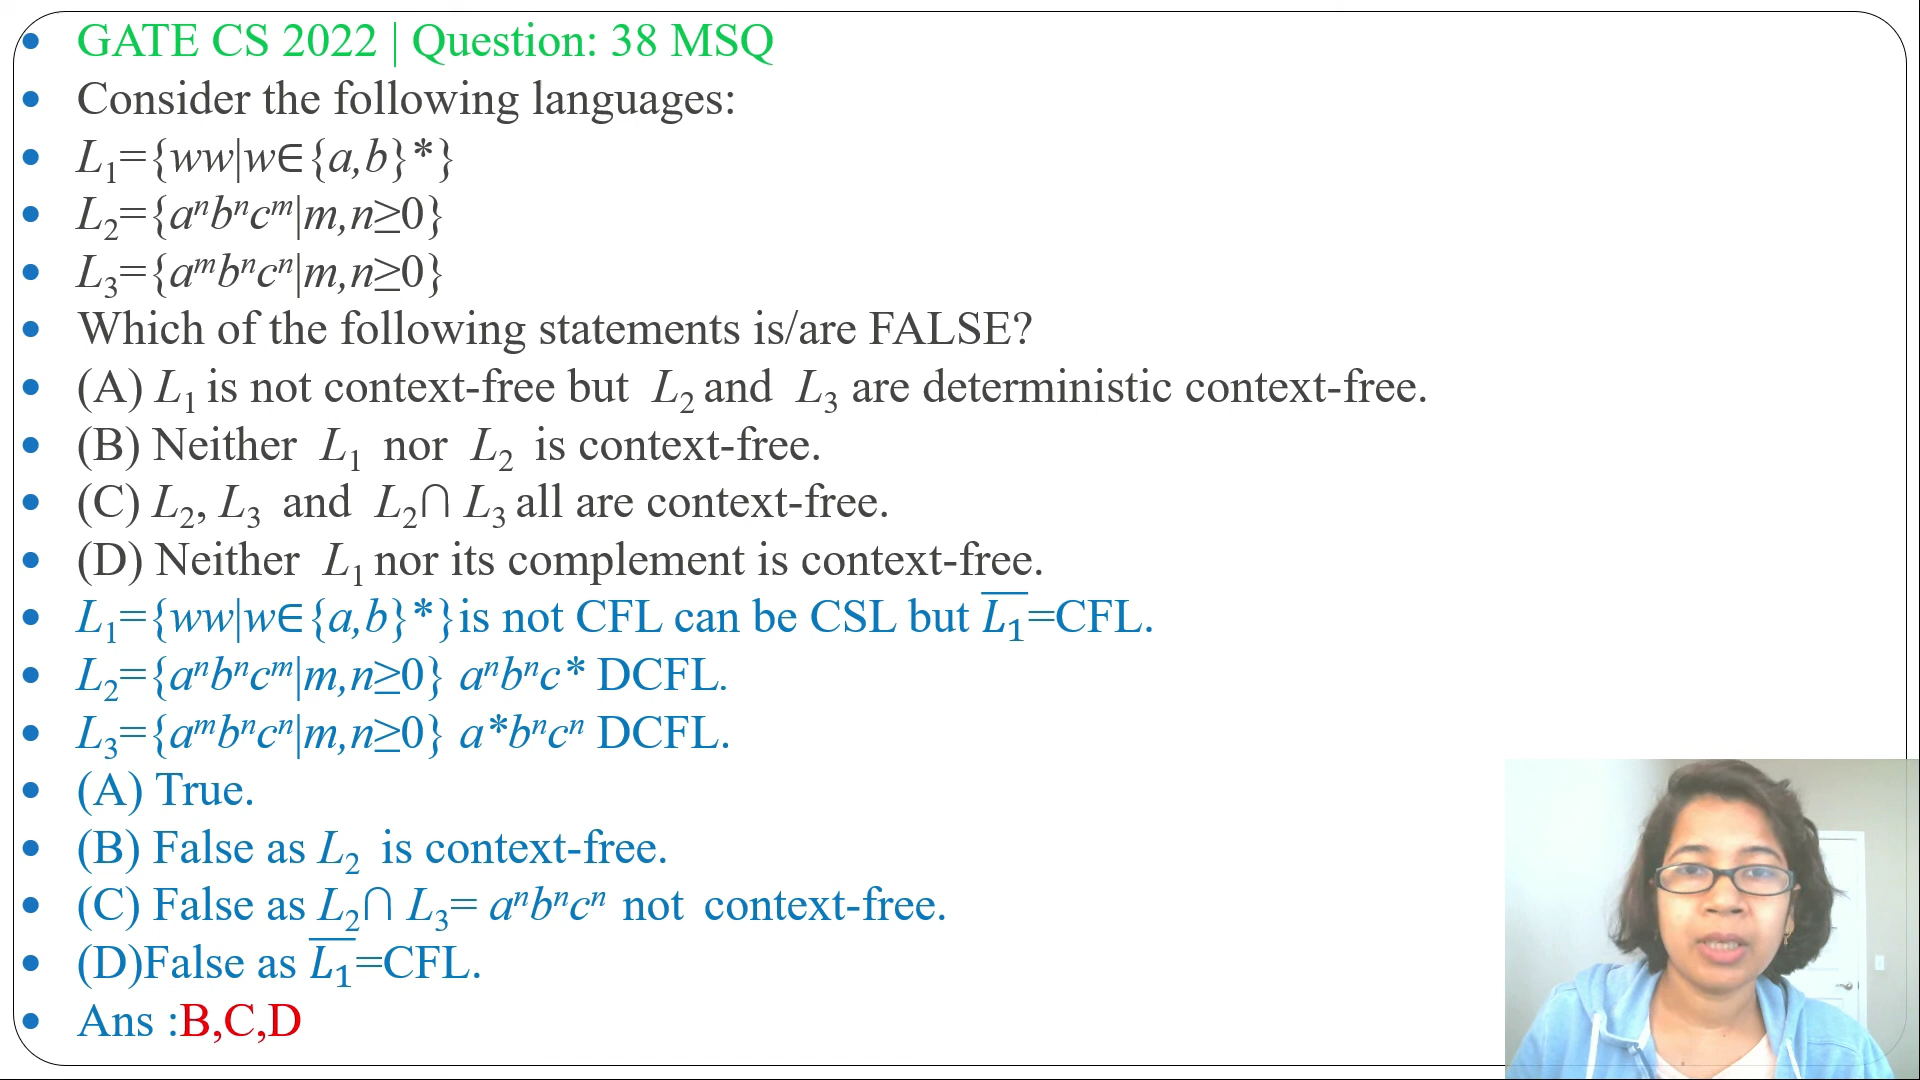 GATE CS 2022 | Question: 38 MSQ
Consider the following languages:
L₁={ww|w∈{a,b}*}
L₂={aⁿbⁿcᵐ|m,n≥0}
L₃={aᵐbⁿcⁿ|m,n≥0}
Which of the following statements is/are FALSE?
(A) L₁ is not context-free but L₂ and L₃ are deterministic context-free.
(B) Neither L₁ nor L₂ is context-free.
(C) L₂, L₃ and L₂∩ L₃ all are context-free.
(D) Neither L₁ nor its complement is context-free.
L₁={ww|w∈{a,b}*}is not CFL can be CSL but L̅₁=CFL.
L₂={aⁿbⁿcᵐ|m,n≥0} aⁿbⁿc* DCFL.
L₃={aᵐbⁿcⁿ|m,n≥0} a*bⁿcⁿ DCFL.
(A) True.
(B) False as L₂ is context-free.
(C) False as L₂∩ L₃= aⁿbⁿcⁿ not context-free.
(D)False as L̅₁=CFL.
Ans :B,C,D